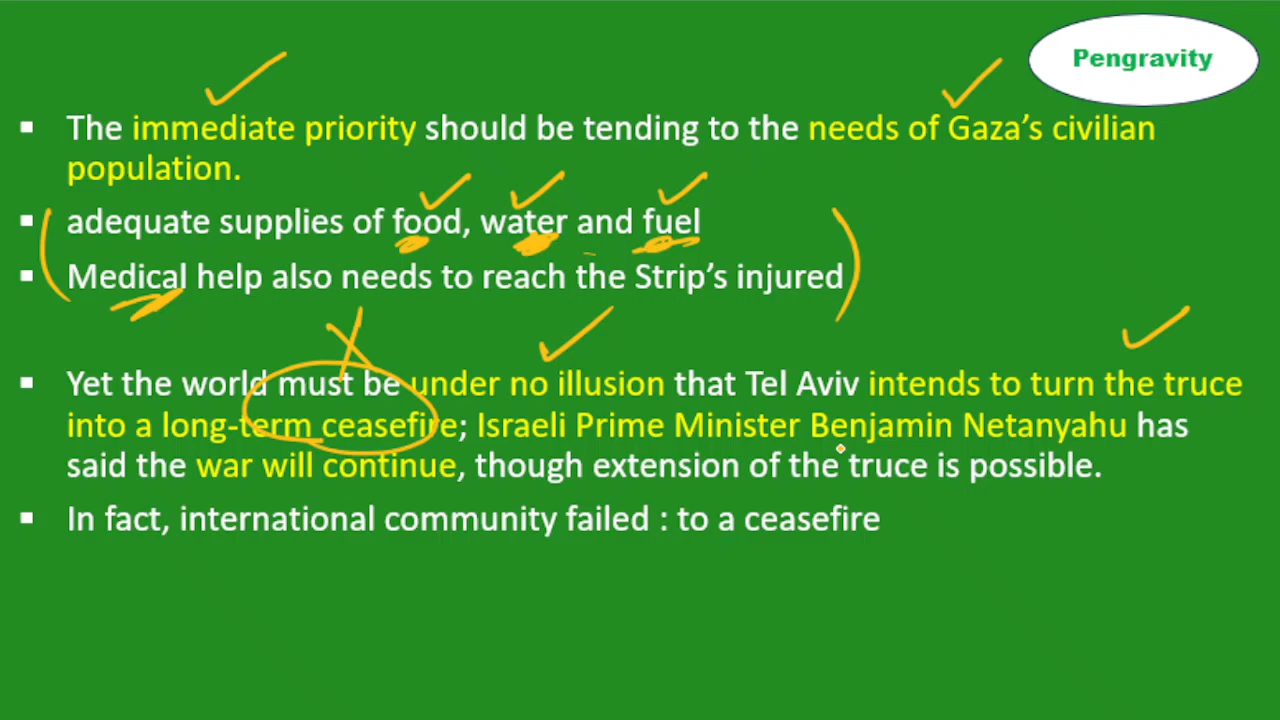 Pengravity
▪ The immediate priority should be tending to the needs of Gaza’s civilian
population.
▪ adequate supplies of food, water and fuel
▪ Medical help also needs to reach the Strip’s injured
▪ Yet the world must be under no illusion that Tel Aviv intends to turn the truce
into a long-term ceasefire; Israeli Prime Minister Benjamin Netanyahu has
said the war will continue, though extension of the truce is possible.
▪ In fact, international community failed : to a ceasefire